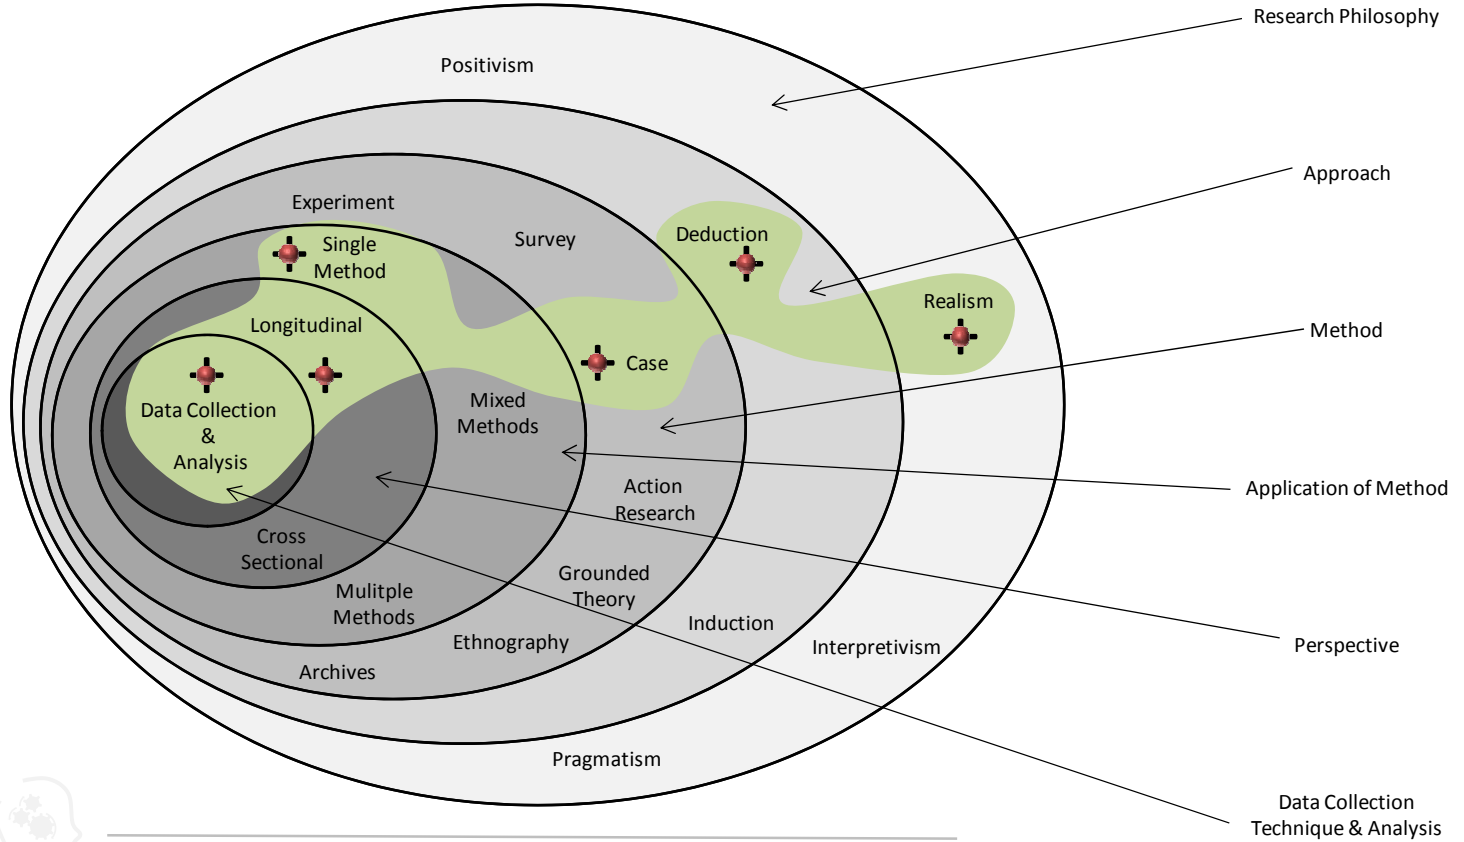 Research Philosophy
Positivism
Approach
Experiment
Survey
Deduction
Single
Method
Realism
Longitudinal
Method
Case
Data Collection
&
Analysis
Mixed
Methods
Application of Method
Action
Research
Cross
Sectional
Grounded
Theory
Mulitple
Methods
Induction
Ethnography
Interpretivism
Perspective
Archives
Pragmatism
Data Collection
Technique & Analysis